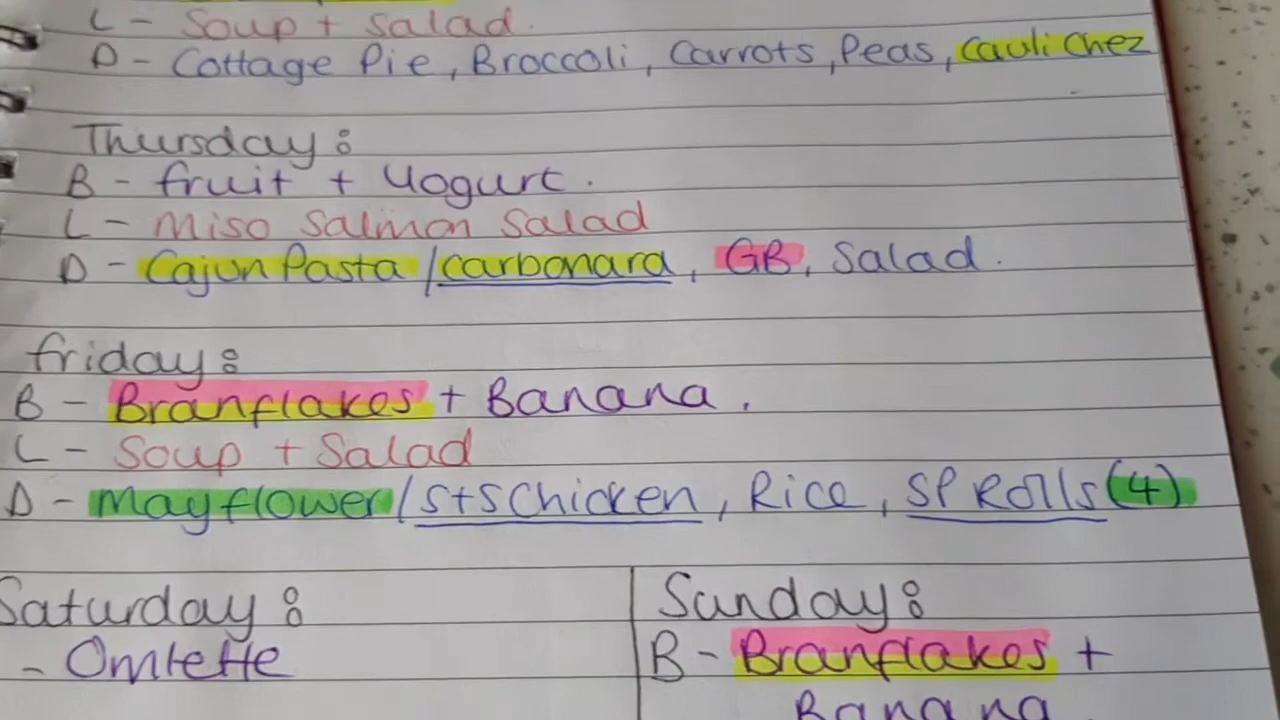 L - Soup + Salad.
D - Cottage Pie, Broccoli, Carrots, Peas, Cauli Chez
Thursday:
B - fruit + Yogurt.
L - Miso Salmon Salad
D - Cajun Pasta / carbonara, GB, Salad.
friday:
B - Branflakes + Banana.
L - Soup + Salad
D - Mayflower / S+S Chicken, Rice, SP Rolls (4)
Saturday:
- Omlette
Sunday:
B - Branflakes +
Banana